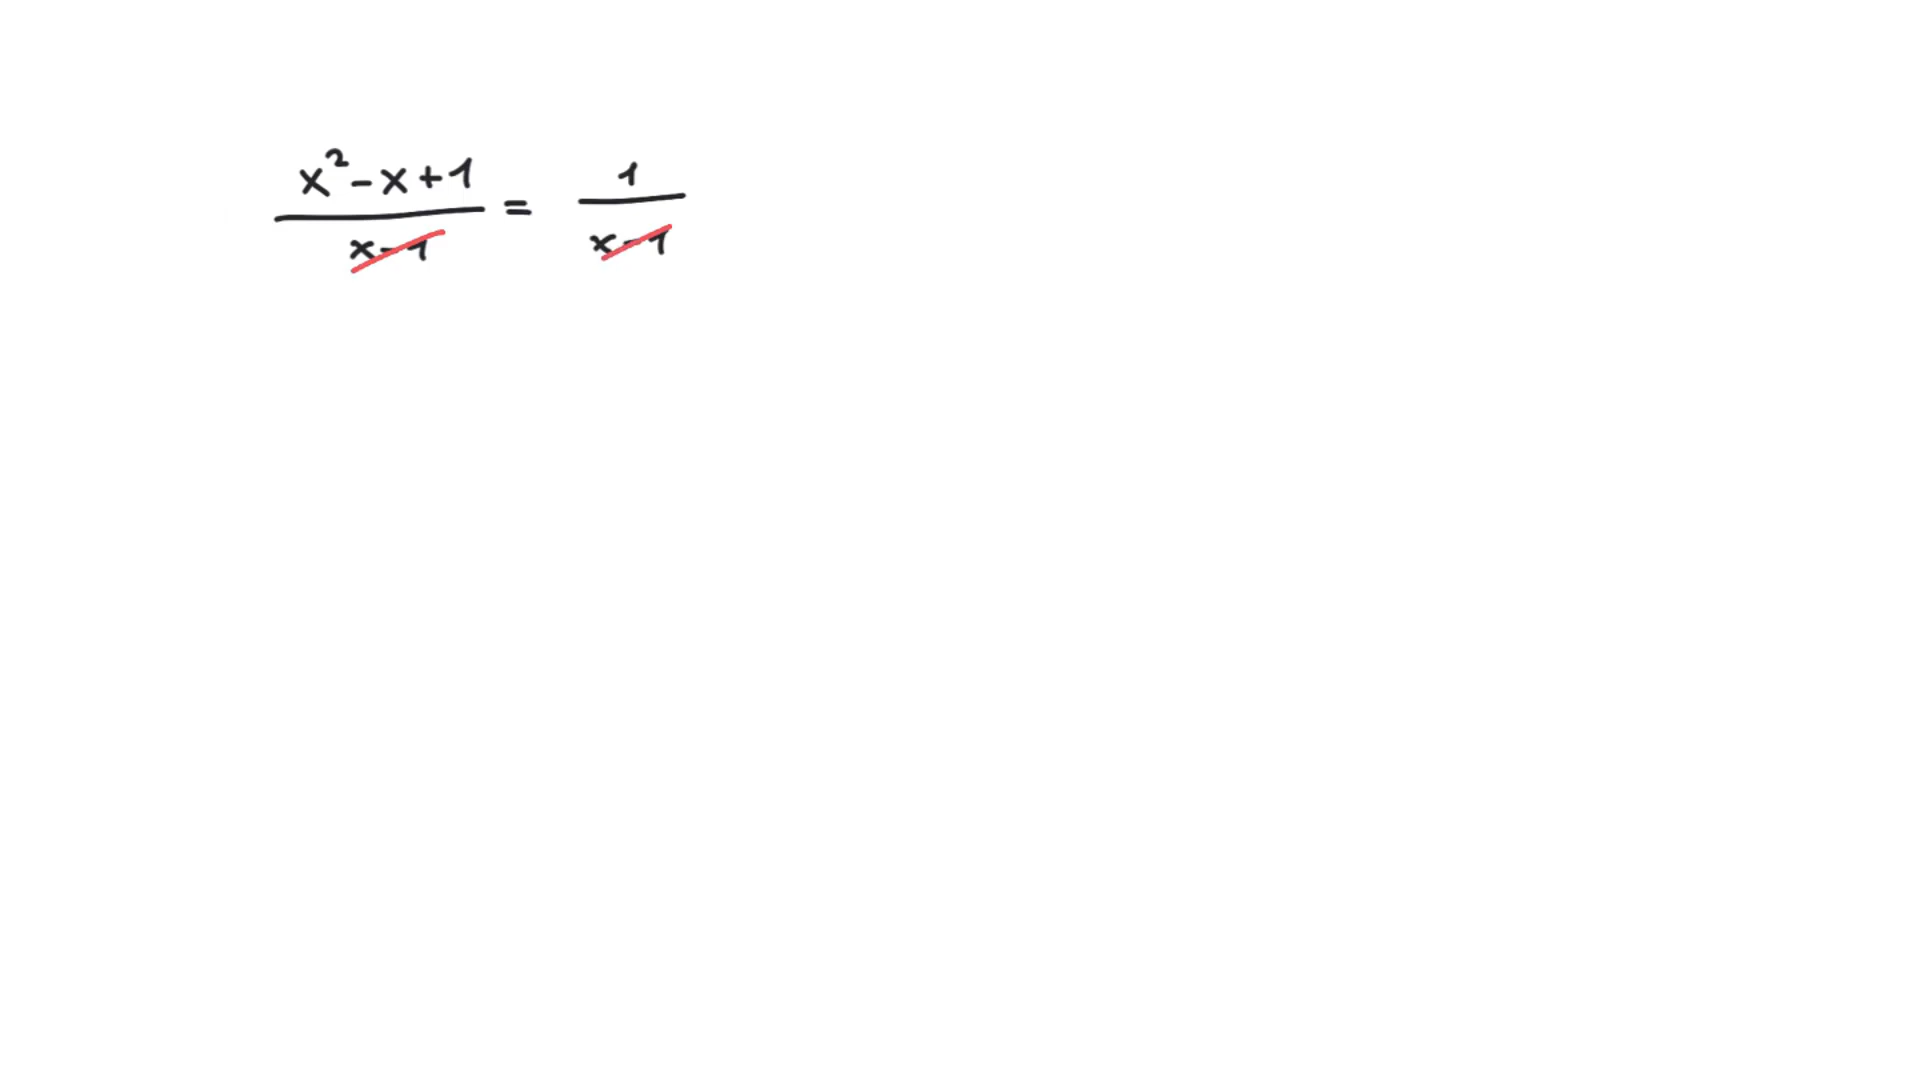 x² - x + 1 = 1
x - 1 x - 1